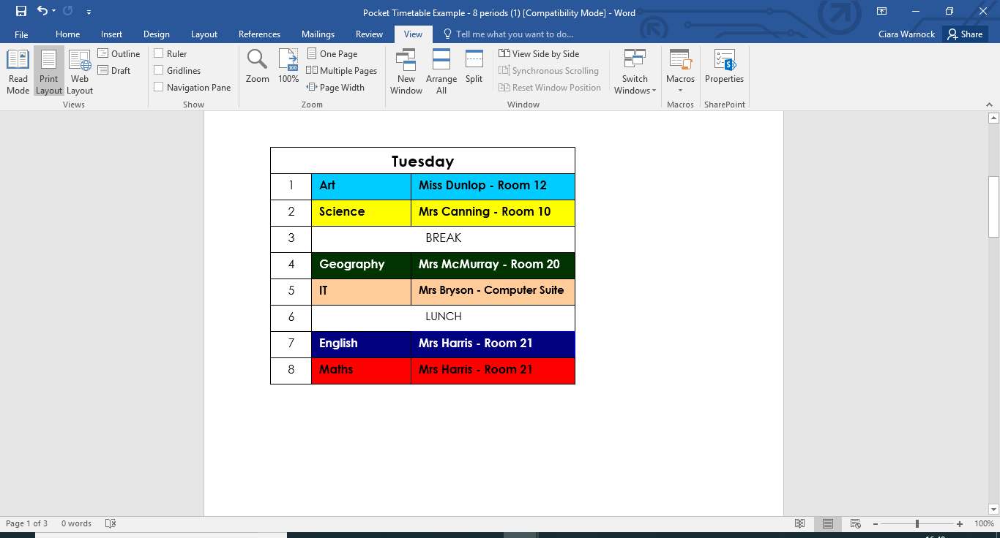 Pocket Timetable Example - 8 periods (1) [Compatibility Mode] - Word
File Home Insert Design Layout References Mailings Review View Tell me what you want to do... Ciara Warnock Share
Read Mode
Print Layout
Web Layout
Outline
Draft
Views
Ruler
Gridlines
Navigation Pane
Show
Zoom
100
100%
One Page
Multiple Pages
Page Width
Zoom
New Window
Arrange All
Split
View Side by Side
Synchronous Scrolling
Reset Window Position
Window
Switch Windows
Macros
Macros
Properties
SharePoint
Tuesday
1 Art Miss Dunlop - Room 12
2 Science Mrs Canning - Room 10
3 BREAK
4 Geography Mrs McMurray - Room 20
5 IT Mrs Bryson - Computer Suite
6 LUNCH
7 English Mrs Harris - Room 21
8 Maths Mrs Harris - Room 21
Page 1 of 3 0 words 100%